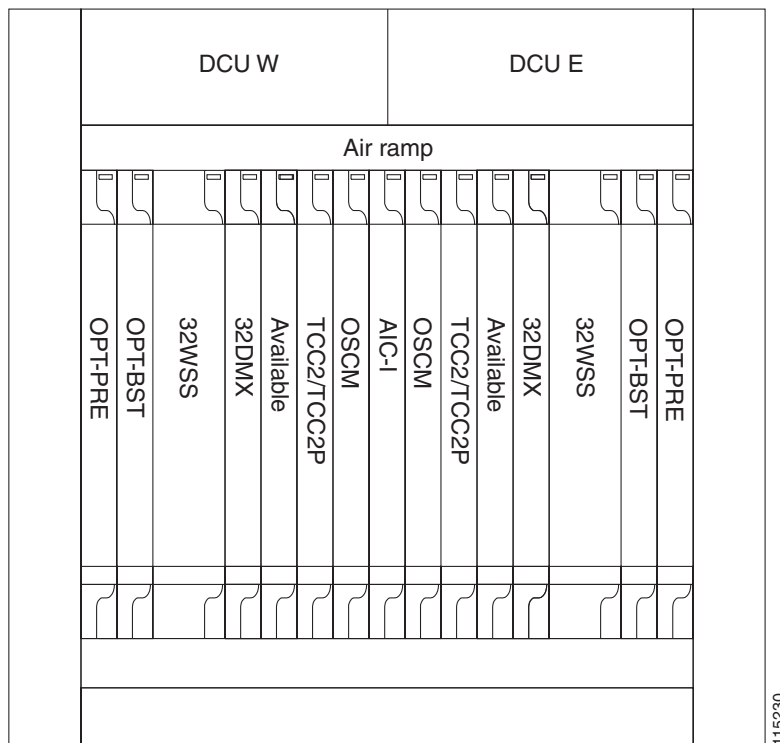 DCU W
DCU E
Air ramp
OPT-PRE
OPT-BST
32WSS
32DMX
Available
TCC2/TCC2P
OSCM
AIC-I
OSCM
TCC2/TCC2P
Available
32DMX
32WSS
OPT-BST
OPT-PRE
115230